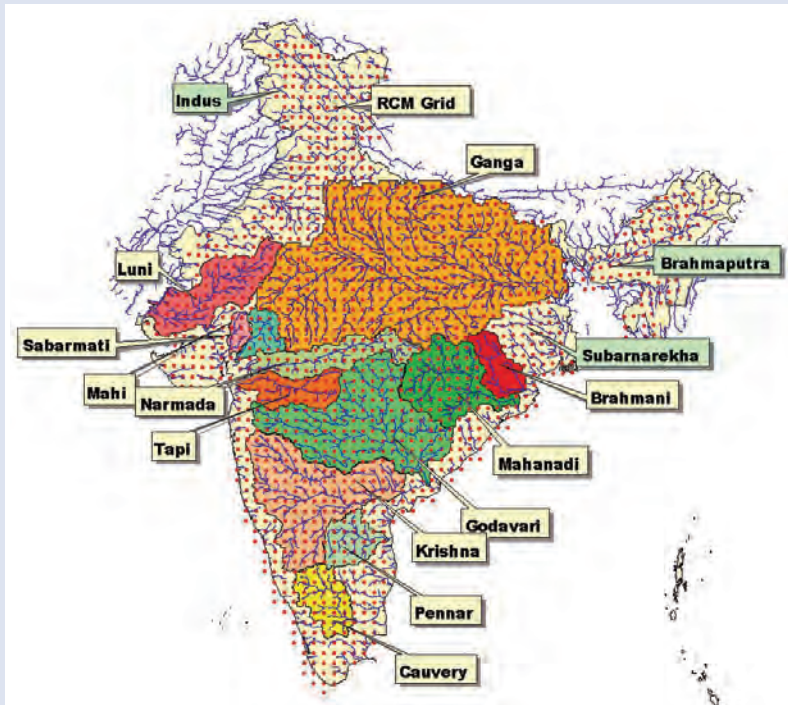 Indus
RCM Grid
Ganga
Luni
Brahmaputra
Sabarmati
Subarnarekha
Mahi
Narmada
Brahmani
Tapi
Mahanadi
Godavari
Krishna
Pennar
Cauvery